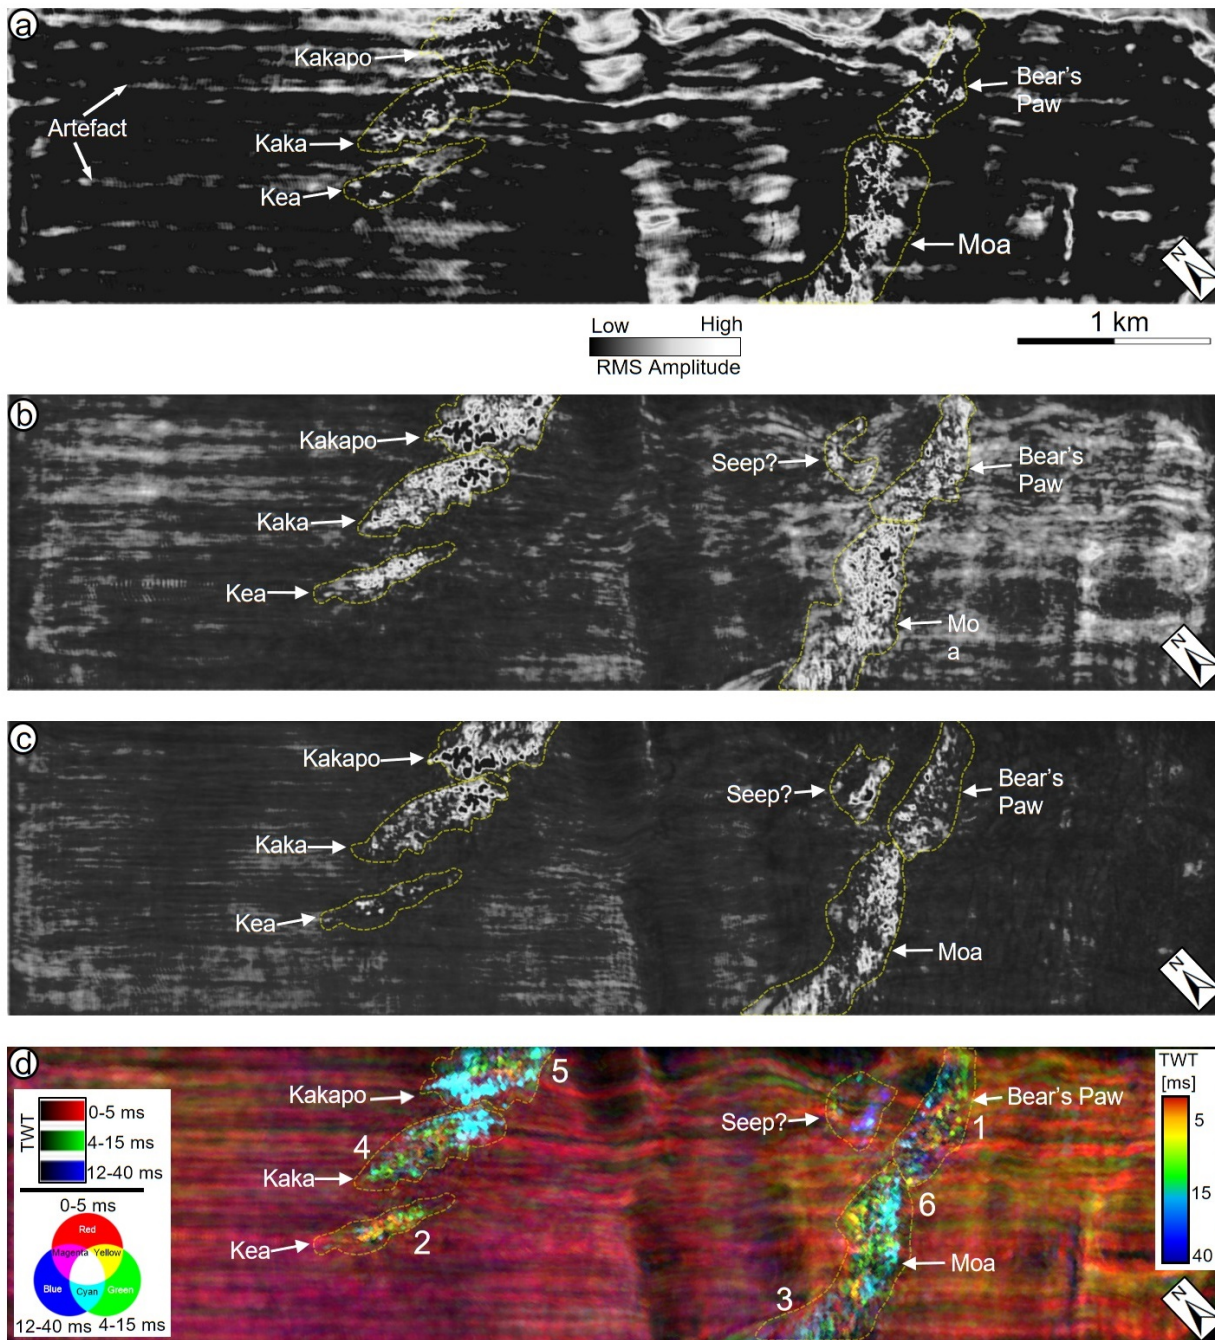 a
Kakapo
Bear's
Paw
Artefact
Kaka
Kea
Moa
N
Low High
RMS Amplitude
1 km
b
Kakapo
Seep?
Bear's
Paw
Kaka
Kea
Mo
a
N
c
Kakapo
Seep?
Bear's
Paw
Kaka
Kea
Moa
N
d
TWT
[ms]
5
15
40
TWT
0-5 ms
4-15 ms
12-40 ms
0-5 ms
Red
Magenta Yellow
Blue Cyan Green
12-40 ms 4-15 ms
Kakapo
5
Bear's Paw
Seep?
1
4
Kaka
6
Kea
2
Moa
3
N